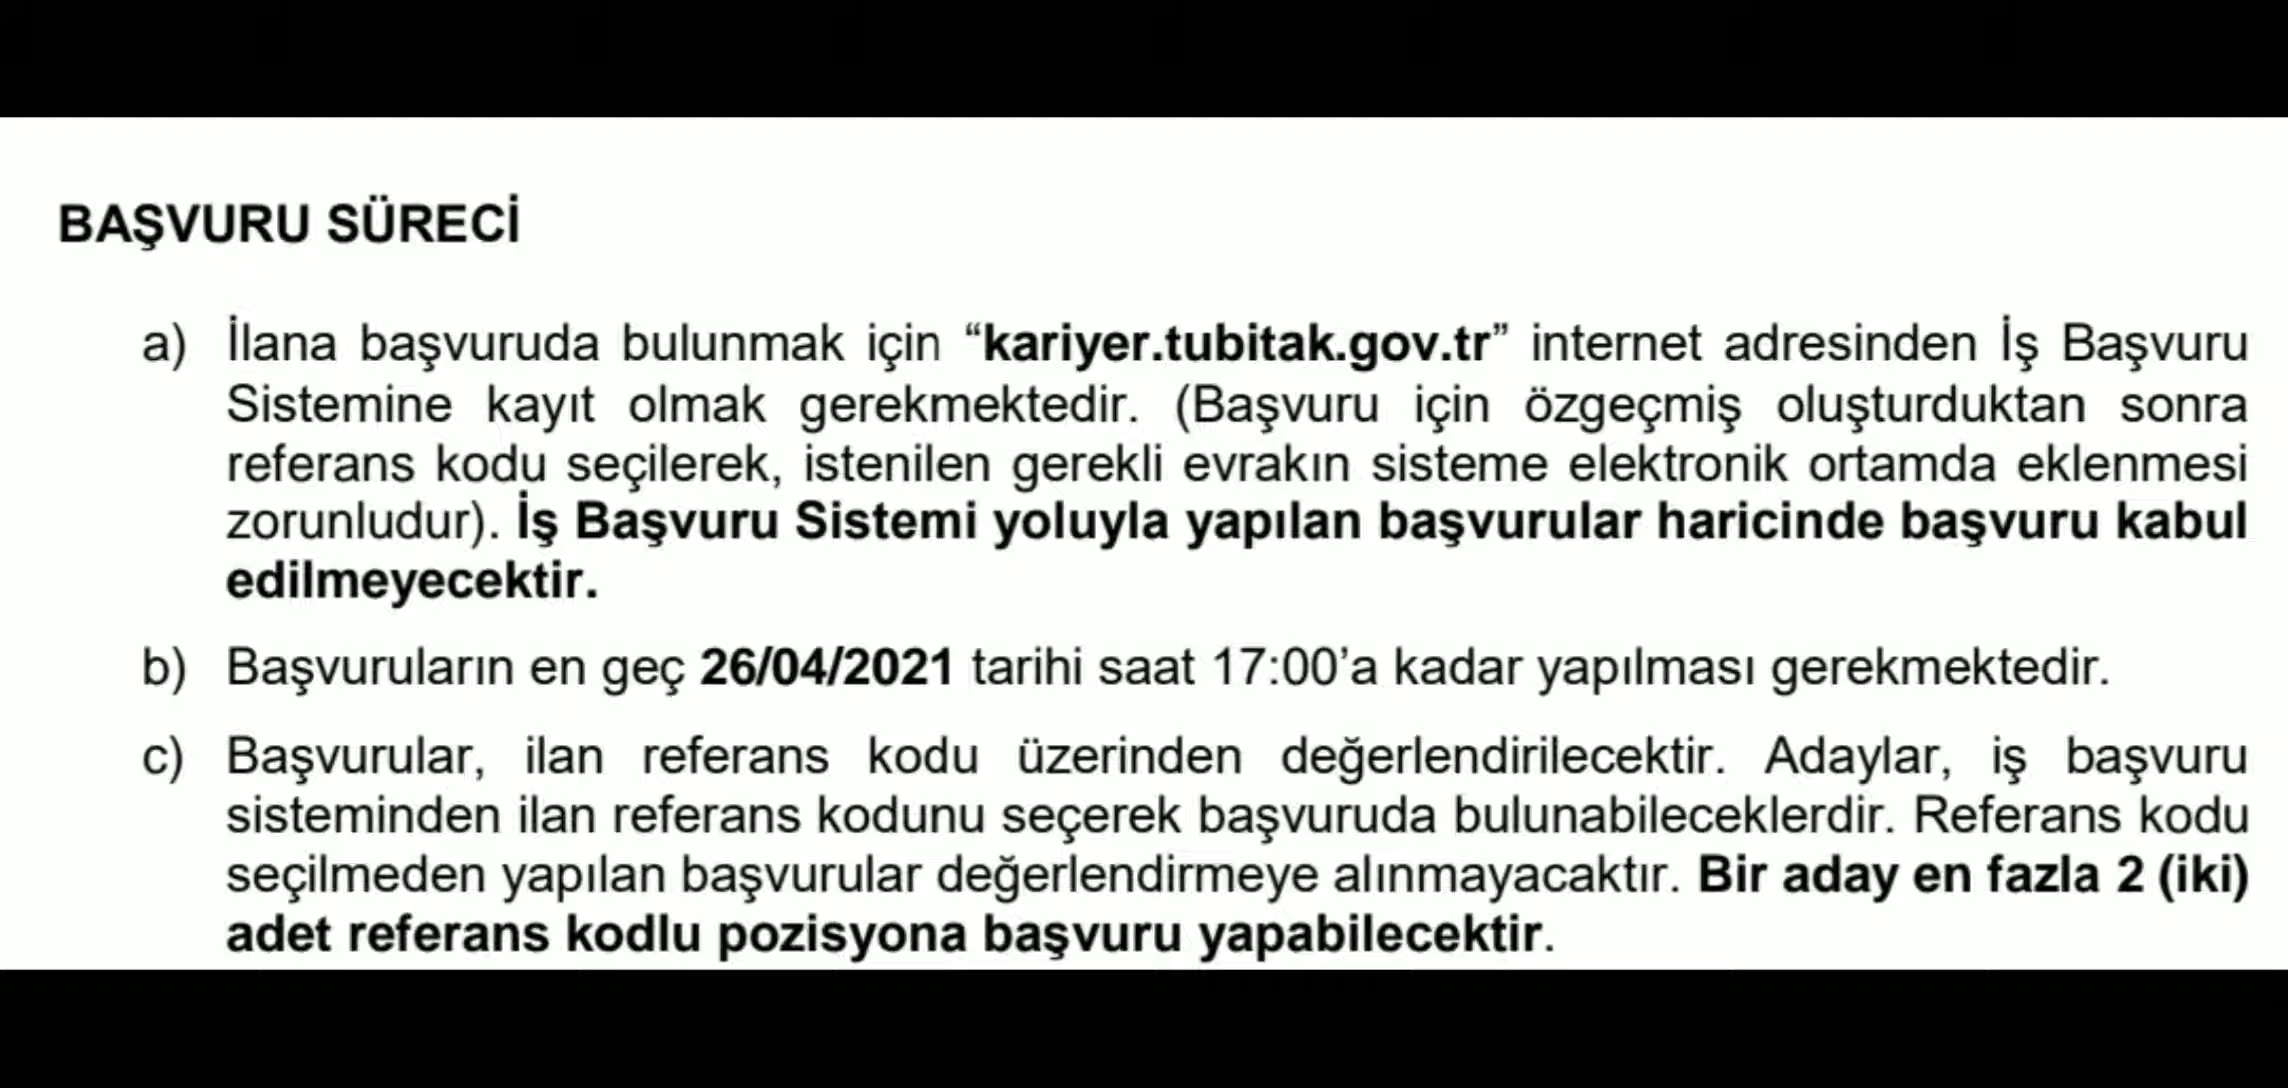 BAŞVURU SÜRECİ
a) İlana başvuruda bulunmak için “kariyer.tubitak.gov.tr” internet adresinden İş Başvuru
Sistemine kayıt olmak gerekmektedir. (Başvuru için özgeçmiş oluşturduktan sonra
referans kodu seçilerek, istenilen gerekli evrakın sisteme elektronik ortamda eklenmesi
zorunludur). İş Başvuru Sistemi yoluyla yapılan başvurular haricinde başvuru kabul
edilmeyecektir.
b) Başvuruların en geç 26/04/2021 tarihi saat 17:00’a kadar yapılması gerekmektedir.
c) Başvurular, ilan referans kodu üzerinden değerlendirilecektir. Adaylar, iş başvuru
sisteminden ilan referans kodunu seçerek başvuruda bulunabileceklerdir. Referans kodu
seçilmeden yapılan başvurular değerlendirmeye alınmayacaktır. Bir aday en fazla 2 (iki)
adet referans kodlu pozisyona başvuru yapabilecektir.